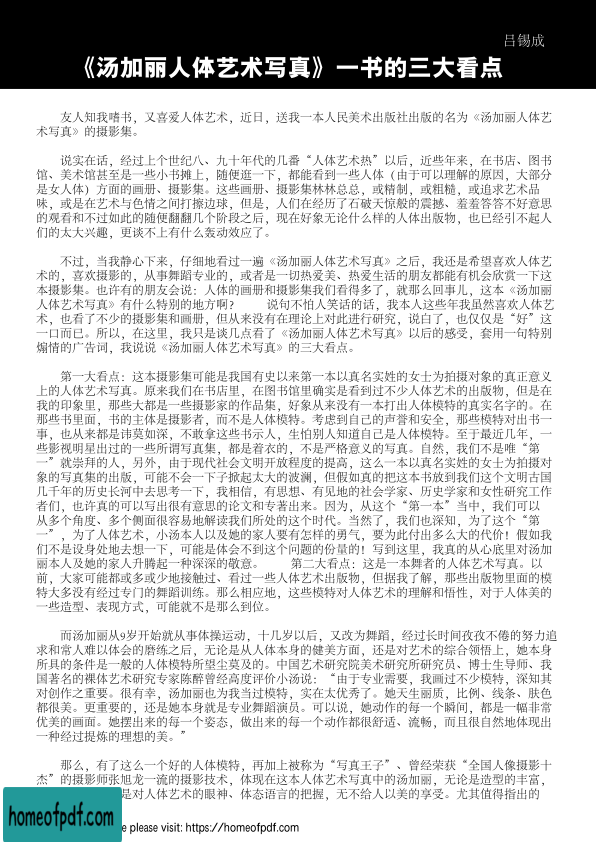 吕锡成
《汤加丽人体艺术写真》一书的三大看点
友人知我嗜书，又喜爱人体艺术，近日，送我一本人民美术出版社出版的名为《汤加丽人体艺
术写真》的摄影集。
说实在话，经过上个世纪八、九十年代的几番“人体艺术热”以后，近些年来，在书店、图书
馆、美术馆甚至是一些小书摊上，随便逛一下，都能看到一些人体（由于可以理解的原因，大部分
是女人体）方面的画册、摄影集。这些画册、摄影集林林总总，或精制，或粗糙，或追求艺术品
味，或是在艺术与色情之间打擦边球，但是，人们在经历了石破天惊般的震撼、羞羞答答不好意思
的观看和不过如此的随便翻翻几个阶段之后，现在好象无论什么样的人体出版物，也已经引不起人
们的太大兴趣，更谈不上有什么轰动效应了。
不过，当我静心下来，仔细地看过一遍《汤加丽人体艺术写真》之后，我还是希望喜欢人体艺
术的，喜欢摄影的，从事舞蹈专业的，或者是一切热爱美、热爱生活的朋友都能有机会欣赏一下这
本摄影集。也许有的朋友会说：人体的画册和摄影集我们看得多了，就那么回事儿，这本《汤加丽
人体艺术写真》有什么特别的地方啊？ 说句不怕人笑话的话，我本人这些年我虽然喜欢人体艺
术，也看了不少的摄影集和画册，但从来没有在理论上对此进行研究，说白了，也仅仅是“好”这
一口而已。所以，在这里，我只是谈几点看了《汤加丽人体艺术写真》以后的感受，套用一句特别
煽情的广告词，我说说《汤加丽人体艺术写真》的三大看点。
第一大看点：这本摄影集可能是我国有史以来第一本以真名实姓的女士为拍摄对象的真正意义
上的人体艺术写真。原来我们在书店里，在图书馆里确实是看到过不少人体艺术的出版物，但是在
我的印象里，那些大都是一些摄影家的作品集，好象从来没有一本打出人体模特的真实名字的。在
那些书里面，书的主体是摄影者，而不是人体模特。考虑到自己的声誉和安全，那些模特对出书一
事，也从来都是讳莫如深，不敢拿这些书示人，生怕别人知道自己是人体模特。至于最近几年，一
些影视明星出过的一些所谓写真集，都是着衣的，不是严格意义的写真。自然，我们不是唯“第
一”就崇拜的人，另外，由于现代社会文明开放程度的提高，这么一本以真名实姓的女士为拍摄对
象的写真集的出版，可能不会一下子掀起太大的波澜，但假如真的把这本书放到我们这个文明古国
几千年的历史长河中去思考一下，我相信，有思想、有见地的社会学家、历史学家和女性研究工作
者们，也许真的可以写出很有意思的论文和专著出来。因为，从这个“第一本”当中，我们可以
从多个角度、多个侧面很容易地解读我们所处的这个时代。当然了，我们也深知，为了这个“第
一”，为了人体艺术，小汤本人以及她的家人要有怎样的勇气，要为此付出多么大的代价！假如我
们不是设身处地去想一下，可能是体会不到这个问题的份量的！写到这里，我真的从心底里对汤加
丽本人及她的家人升腾起一种深深的敬意。 第二大看点：这是一本舞者的人体艺术写真。以
前，大家可能都或多或少地接触过、看过一些人体艺术出版物，但据我了解，那些出版物里面的模
特大多没有经过专门的舞蹈训练。那么相应地，这些模特对人体艺术的理解和悟性，对于人体美的
一些造型、表现方式，可能就不是那么到位。
而汤加丽从9岁开始就从事体操运动，十几岁以后，又改为舞蹈，经过长时间孜孜不倦的努力追
求和常人难以体会的磨练之后，无论是从人体本身的健美方面，还是对艺术的综合领悟上，她本身
所具的条件是一般的人体模特所望尘莫及的。中国艺术研究院美术研究所研究员、博士生导师、我
国著名的裸体艺术研究专家陈醉曾经高度评价小汤说：“由于专业需要，我画过不少模特，深知其
对创作之重要。很有幸，汤加丽也为我当过模特，实在太优秀了。她天生丽质，比例、线条、肤色
都很美。更重要的，还是她本身就是专业舞蹈演员。可以说，她动作的每一个瞬间，都是一幅非常
优美的画面。她摆出来的每一个姿态，做出来的每一个动作都很舒适、流畅，而且很自然地体现出
一种经过提炼的理想的美。”
那么，有了这么一个好的人体模特，再加上被称为“写真王子”、曾经荣获“全国人像摄影十
杰”的摄影师张旭龙一流的摄影技术，体现在这本人体艺术写真中的汤加丽，无论是造型的丰富，
是对人体艺术的眼神、体态语言的把握，无不给人以美的享受。尤其值得指出的
homeofpdf.com
e please visit: https://homeofpdf.com